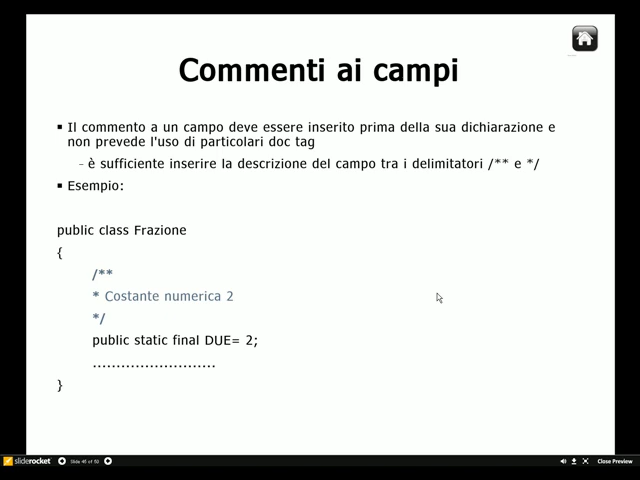 Commenti ai campi
Il commento a un campo deve essere inserito prima della sua dichiarazione e
non prevede l'uso di particolari doc tag
- è sufficiente inserire la descrizione del campo tra i delimitatori /** e */
Esempio:
public class Frazione
{
/**
* Costante numerica 2
*/
public static final DUE= 2;
..........................
}
sliderocket
Close Preview